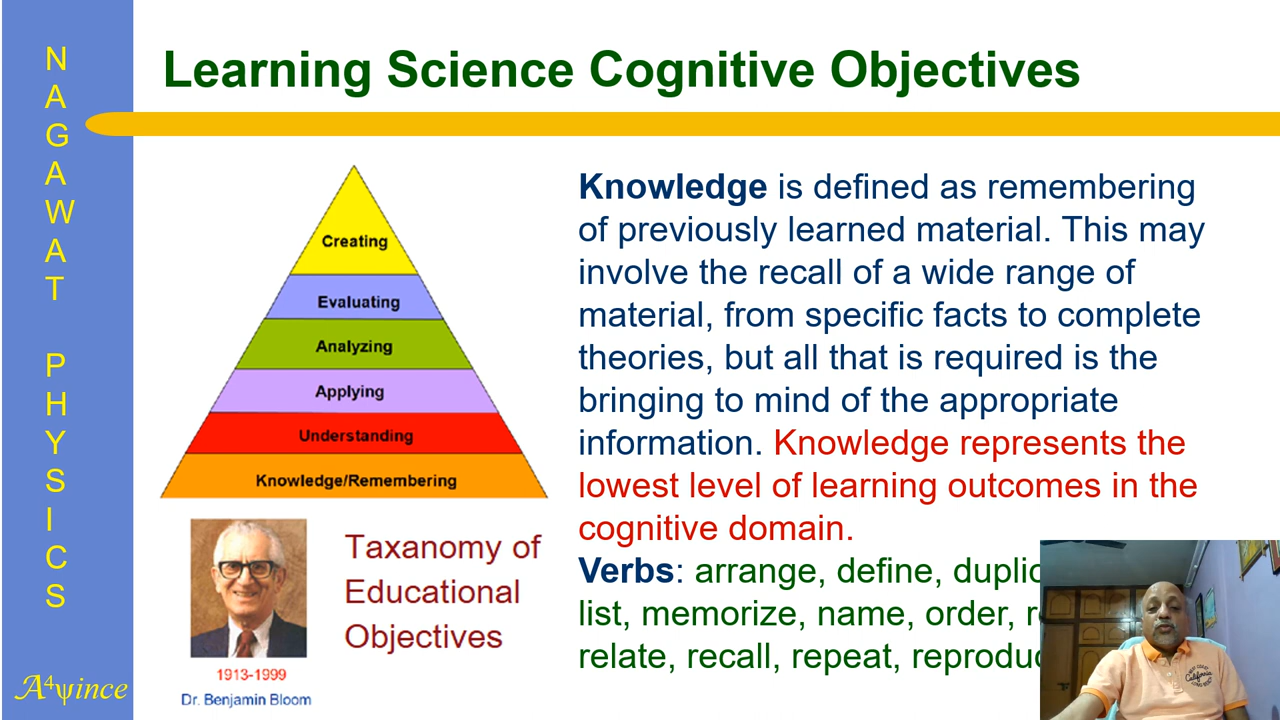 NAGAWAT PHYSICS
Learning Science Cognitive Objectives
Creating
Evaluating
Analyzing
Applying
Understanding
Knowledge/Remembering
1913-1999
Dr. Benjamin Bloom
Taxanomy of
Educational
Objectives
Knowledge is defined as remembering
of previously learned material. This may
involve the recall of a wide range of
material, from specific facts to complete
theories, but all that is required is the
bringing to mind of the appropriate
information. Knowledge represents the
lowest level of learning outcomes in the
cognitive domain.
Verbs: arrange, define,
list, memorize, name, order,
relate, recall, repeat,
A⁴ψince
California